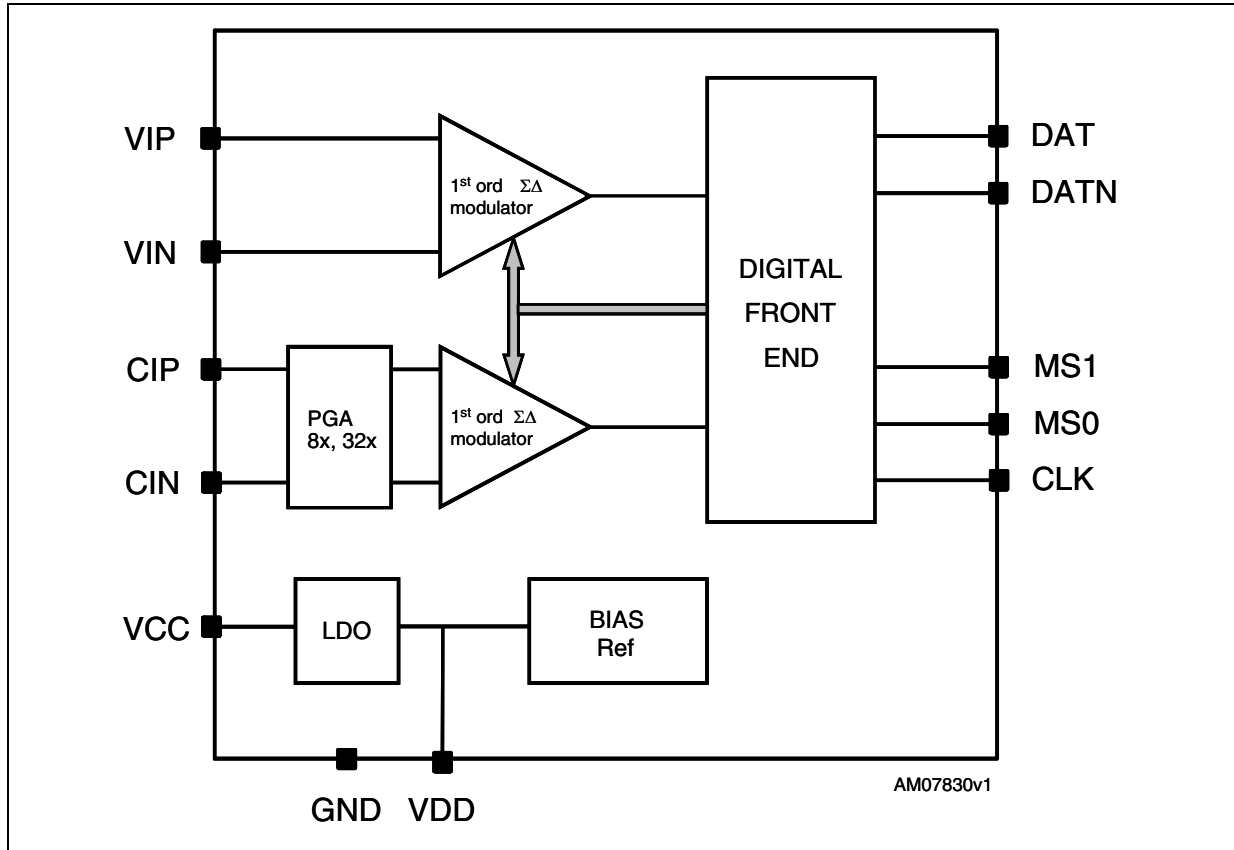 VIP
VIN
CIP
CIN
VCC
1st ord ΣΔ
modulator
PGA
8x, 32x
1st ord ΣΔ
modulator
LDO
BIAS
Ref
DIGITAL
FRONT
END
DAT
DATN
MS1
MS0
CLK
GND VDD
AM07830v1